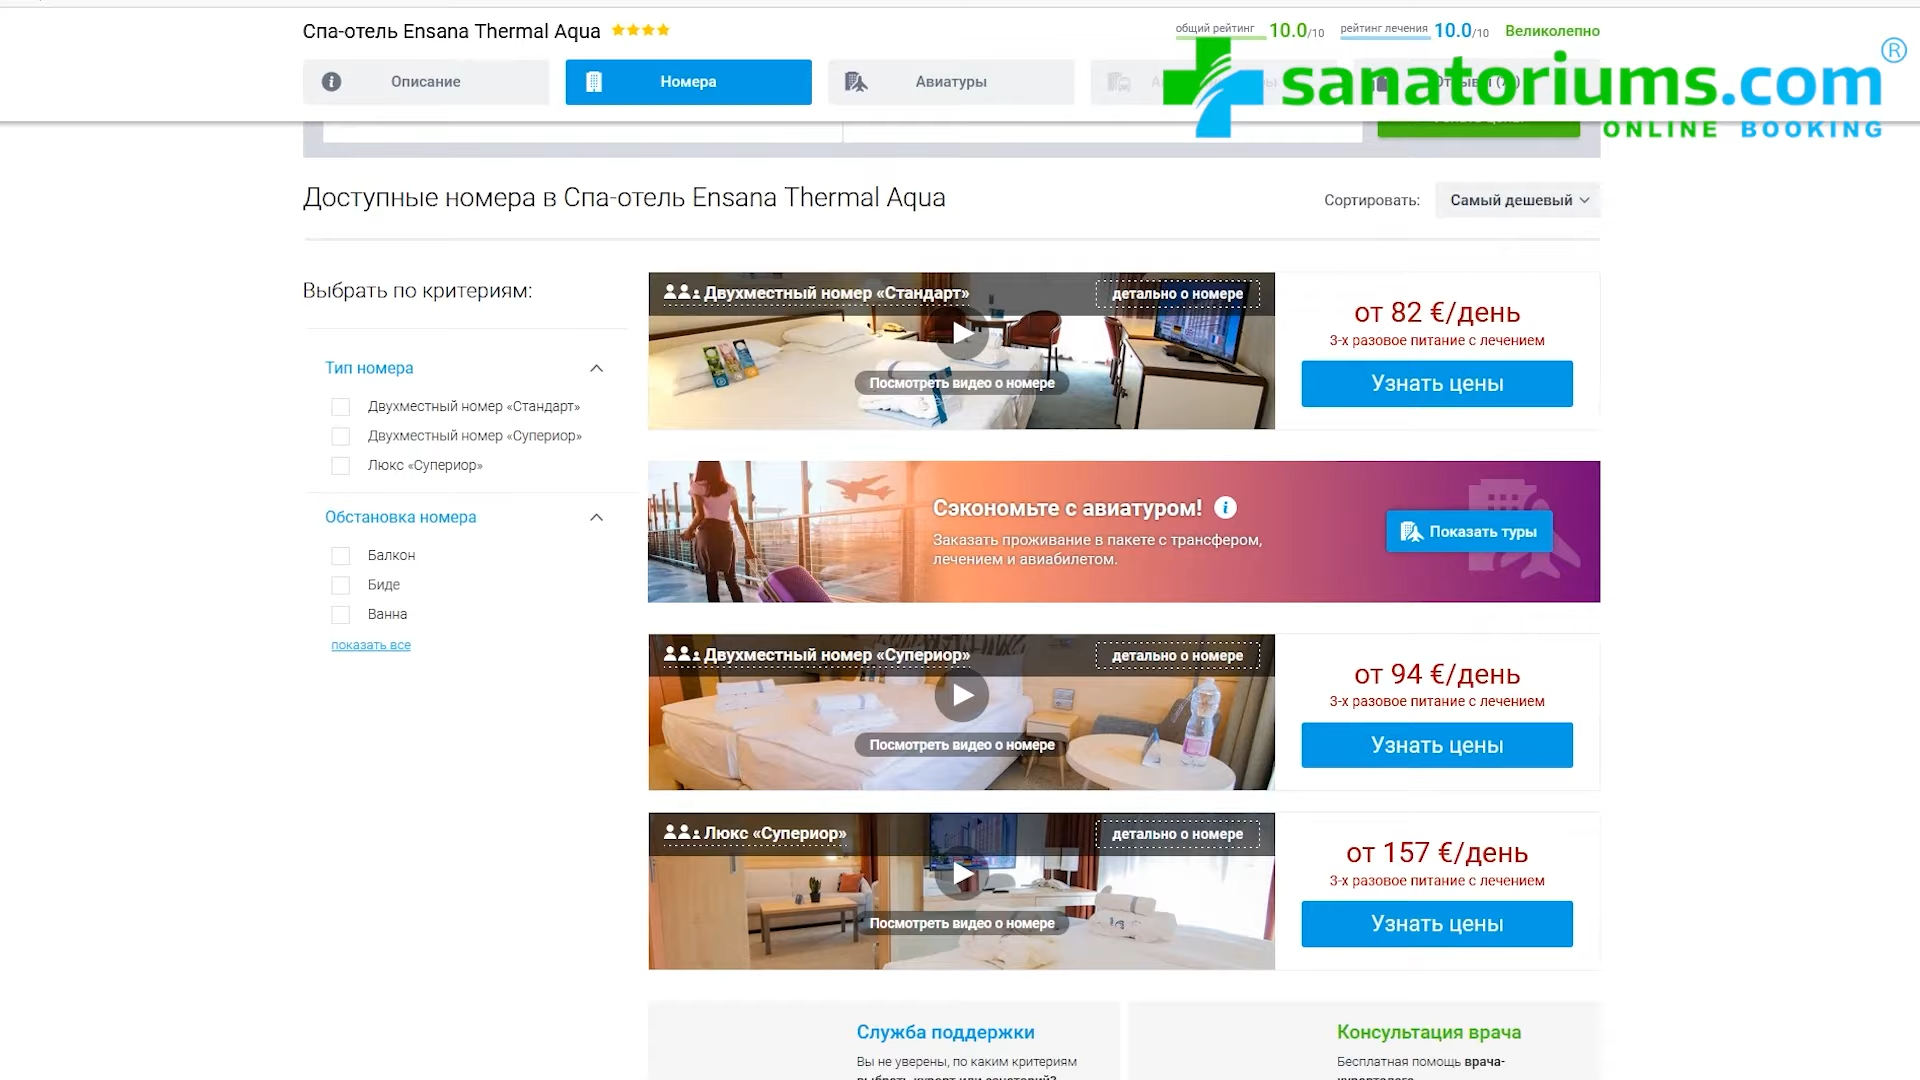 Спа-отель Ensana Thermal Aqua
общий рейтинг 10.0/10 рейтинг лечения 10.0/10 Великолепно
Описание
Номера
Авиатуры
sanatoriums.com ®
ONLINE BOOKING
Доступные номера в Спа-отель Ensana Thermal Aqua
Сортировать: Самый дешевый
Выбрать по критериям:
Тип номера
Двухместный номер «Стандарт»
Двухместный номер «Супериор»
Люкс «Супериор»
Обстановка номера
Балкон
Биде
Ванна
показать все
Двухместный номер «Стандарт»
детально о номере
Посмотреть видео о номере
от 82 €/день
3-х разовое питание с лечением
Узнать цены
Сэкономьте с авиатуром!
Заказать проживание в пакете с трансфером,
лечением и авиабилетом.
Показать туры
Двухместный номер «Супериор»
детально о номере
Посмотреть видео о номере
от 94 €/день
3-х разовое питание с лечением
Узнать цены
Люкс «Супериор»
детально о номере
Посмотреть видео о номере
от 157 €/день
3-х разовое питание с лечением
Узнать цены
Служба поддержки
Вы не уверены, по каким критериям
выбрать курорт или санаторий?
Консультация врача
Бесплатная помощь врача-